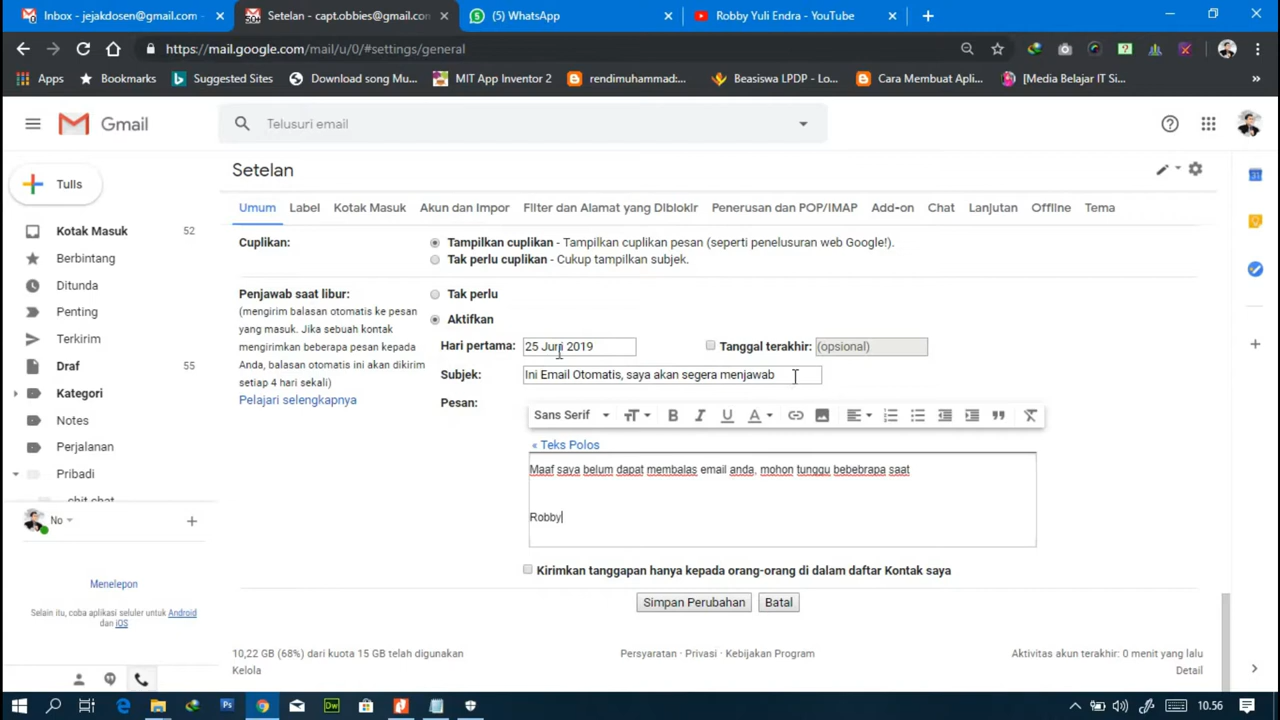 Inbox - jejakdosen@gmail.com
50+
Setelan - capt.obbies@gmail.com
(5) WhatsApp
Robby Yuli Endra - YouTube
https://mail.google.com/mail/u/0/#settings/general
Apps
Bookmarks
Suggested Sites
Download song Mu...
MIT App Inventor 2
rendimuhammad:...
Beasiswa LPDP - Lo...
Cara Membuat Apli...
[Media Belajar IT Si...
Gmail
Telusuri email
Tulis
Setelan
Umum
Label
Kotak Masuk
Akun dan Impor
Filter dan Alamat yang Diblokir
Penerusan dan POP/IMAP
Add-on
Chat
Lanjutan
Offline
Tema
Kotak Masuk 52
Berbintang
Ditunda
Penting
Terkirim
Draf 66
Kategori
Notes
Perjalanan
Pribadi
chit chat
No
Menelepon
Selain itu, coba aplikasi seluler untuk Android
dan iOS
Cuplikan:
Tampilkan cuplikan - Tampilkan cuplikan pesan (seperti penelusuran web Google!).
Tak perlu cuplikan - Cukup tampilkan subjek.
Penjawab saat libur:
(mengirim balasan otomatis ke pesan
yang masuk. Jika sebuah kontak
mengirimkan beberapa pesan kepada
Anda, balasan otomatis ini akan dikirim
setiap 4 hari sekali)
Pelajari selengkapnya
Tak perlu
Aktifkan
Hari pertama: 25 Juni 2019
Tanggal terakhir: (opsional)
Subjek: Ini Email Otomatis, saya akan segera menjawab
Pesan:
Sans Serif
« Teks Polos
Maaf saya belum dapat membalas email anda, mohon tunggu bebebrapa saat
Robby
Kirimkan tanggapan hanya kepada orang-orang di dalam daftar Kontak saya
Simpan Perubahan
Batal
10,22 GB (68%) dari kuota 15 GB telah digunakan
Kelola
Persyaratan · Privasi · Kebijakan Program
Aktivitas akun terakhir: 0 menit yang lalu
Detail
10.56